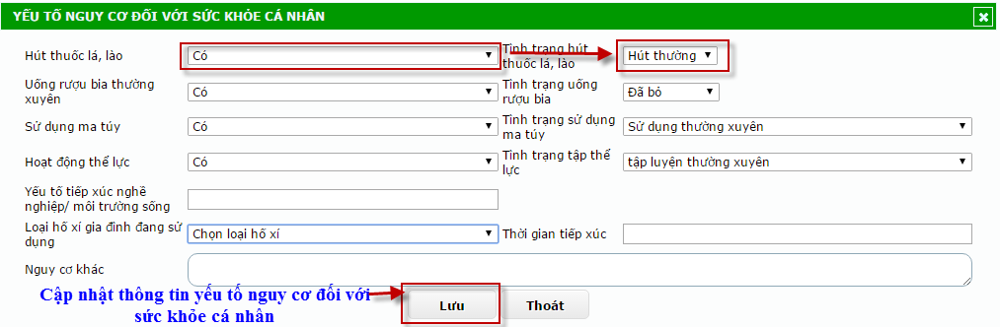 YẾU TỐ NGUY CƠ ĐỐI VỚI SỨC KHỎE CÁ NHÂN
Hút thuốc lá, lào
Có
Tình trạng hút
thuốc lá, lào
Hút thường
Uống rượu bia thường
xuyên
Có
Tình trạng uống
rượu bia
Đã bỏ
Sử dụng ma túy
Có
Tình trạng sử dụng
ma túy
Sử dụng thường xuyên
Hoạt động thể lực
Có
Tình trạng tập thể
lực
tập luyện thường xuyên
Yếu tố tiếp xúc nghề
nghiệp/ môi trường sống
Loại hố xí gia đình đang sử
dụng
Chọn loại hố xí
Thời gian tiếp xúc
Nguy cơ khác
Cập nhật thông tin yếu tố nguy cơ đối với
sức khỏe cá nhân
Lưu
Thoát